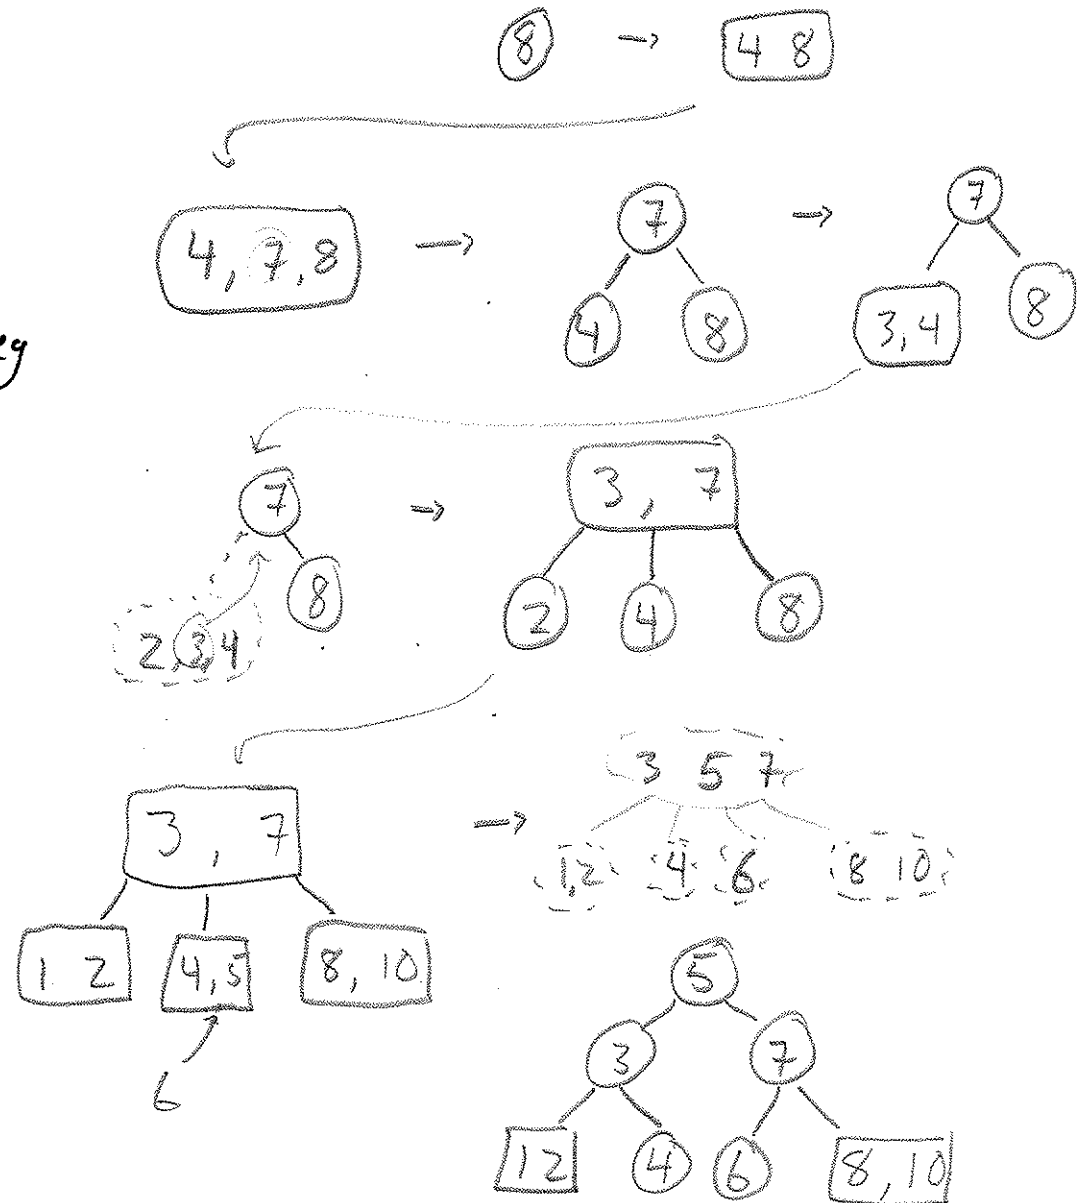 8 → 4 8
4, 7, 8 → 7 → 7
4 8 3, 4 8
7 → 3, 7
8
2, 3, 4 2 4 8
3 5 7
3, 7 → 1, 2 4 6 8 10
1 2 4, 5 8, 10
5
3 7
6
1 2 4 6 8, 10